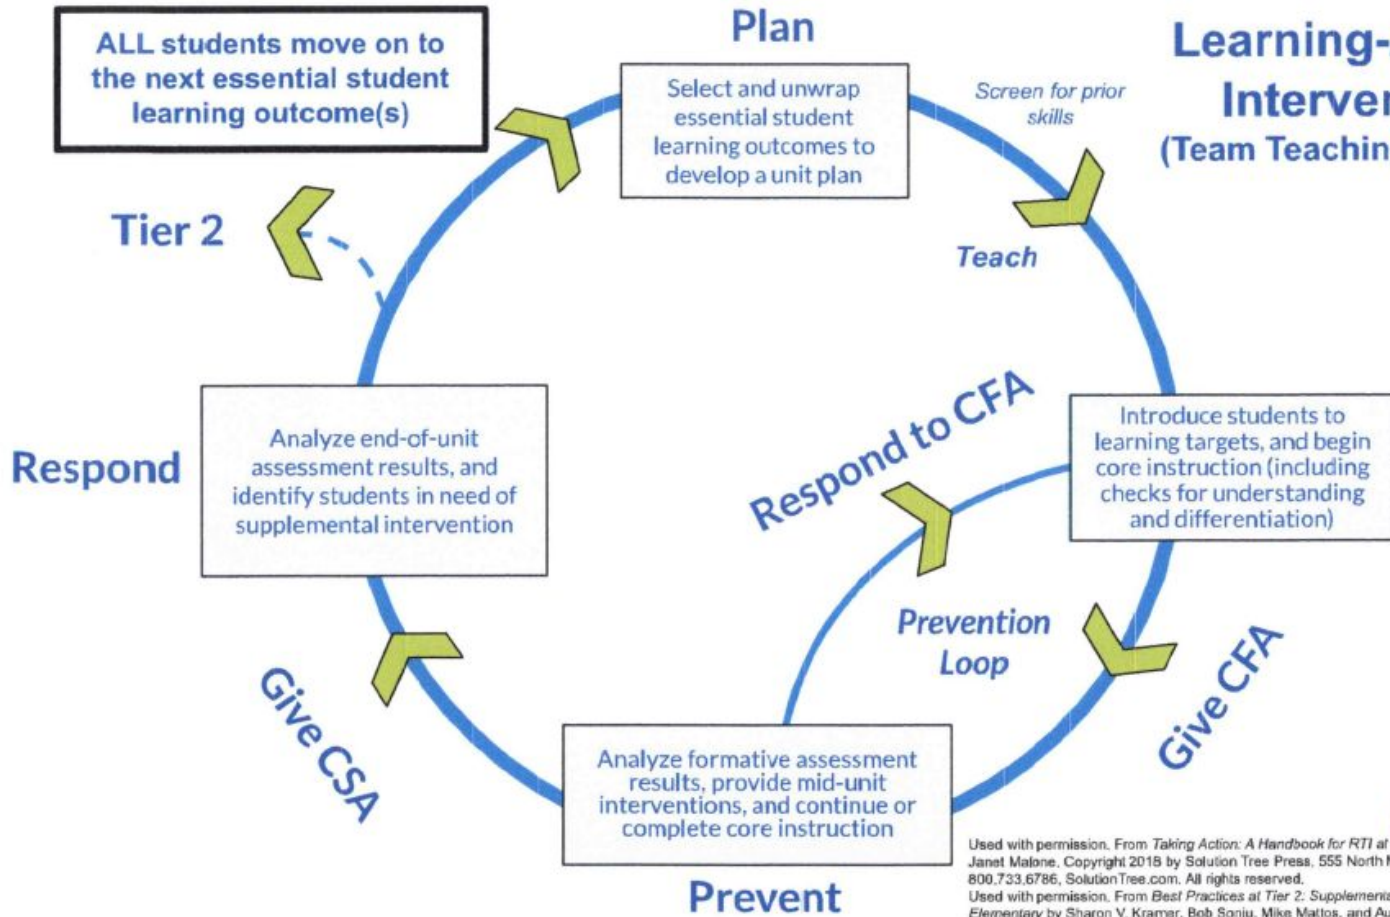 ALL students move on to
the next essential student
learning outcome(s)
Plan
Select and unwrap
essential student
learning outcomes to
develop a unit plan
Screen for prior
skills
Learning-
(Team Teachin
Tier 2
Teach
Respond to CFA
Introduce students to
learning targets, and begin
core instruction (including
checks for understanding
and differentiation)
Respond
Analyze end-of-unit
assessment results, and
identify students in need of
supplemental intervention
Prevention
Loop
Give CFA
Give CSA
Analyze formative assessment
results, provide mid-unit
interventions, and continue or
complete core instruction
Prevent
Used with permission. From Taking Action: A Handbook for RTI at
Janet Malone. Copyright 2018 by Solution Tree Press, 555 North
800.733.6786, SolutionTree.com. All rights reserved.
Used with permission. From Best Practices at Tier 2:
Elementary by Sharon V. Kramer, Bob Sonju, Mike Mattos, and